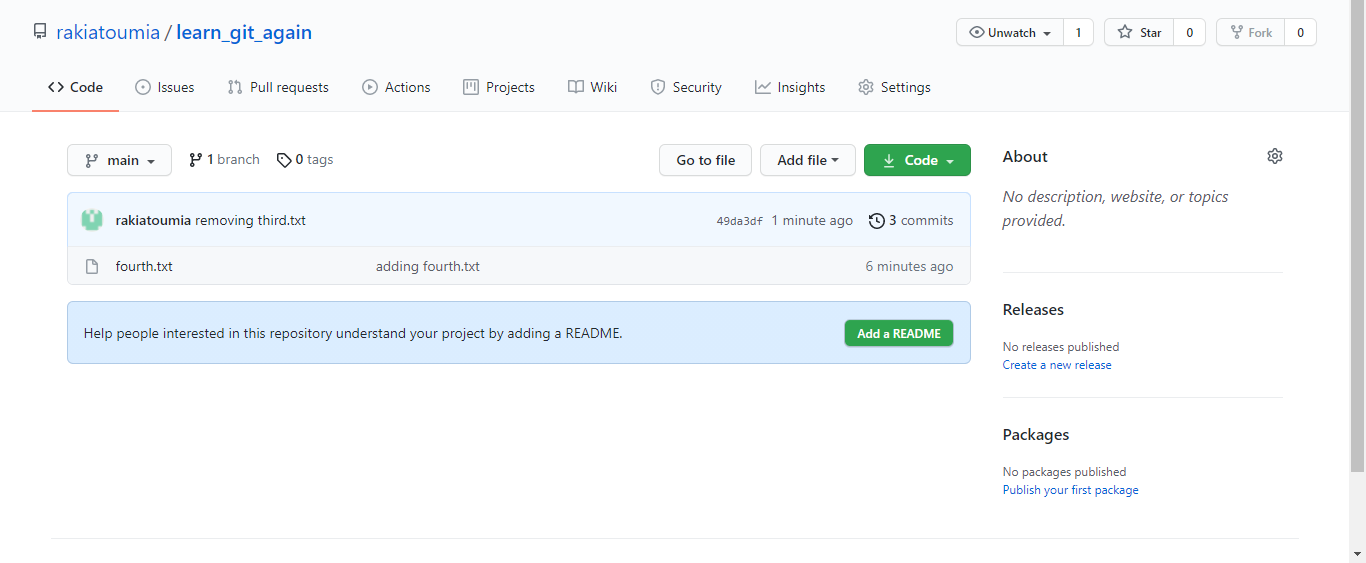 rakiatoumia / learn_git_again
Unwatch 1 Star 0 Fork 0
Code Issues Pull requests Actions Projects Wiki Security Insights Settings
main 1 branch 0 tags Go to file Add file Code
rakiatoumia removing third.txt 49da3df 1 minute ago 3 commits
fourth.txt adding fourth.txt 6 minutes ago
Help people interested in this repository understand your project by adding a README. Add a README
About
No description, website, or topics
provided.
Releases
No releases published
Create a new release
Packages
No packages published
Publish your first package